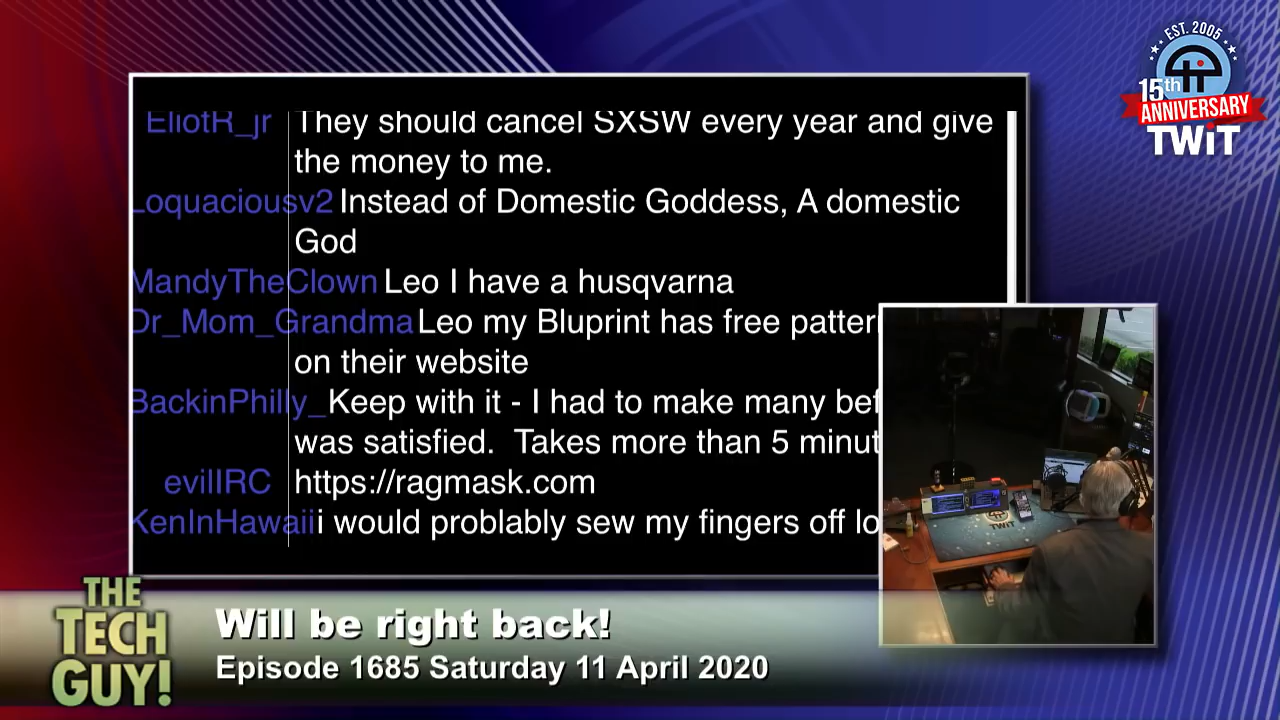 EST. 2005
15th
ANNIVERSARY
TWiT
EliotR_jr They should cancel SXSW every year and give
the money to me.
Loquaciousv2 Instead of Domestic Goddess, A domestic
God
MandyTheClown Leo I have a husqvarna
Dr_Mom_Grandma Leo my Bluprint has free pattern
on their website
BackinPhilly_ Keep with it - I had to make many bef
was satisfied. Takes more than 5 minut
evilIRC https://ragmask.com
KenInHawaii i would problably sew my fingers off lo
TWiT
THE
TECH
GUY!
Will be right back!
Episode 1685 Saturday 11 April 2020